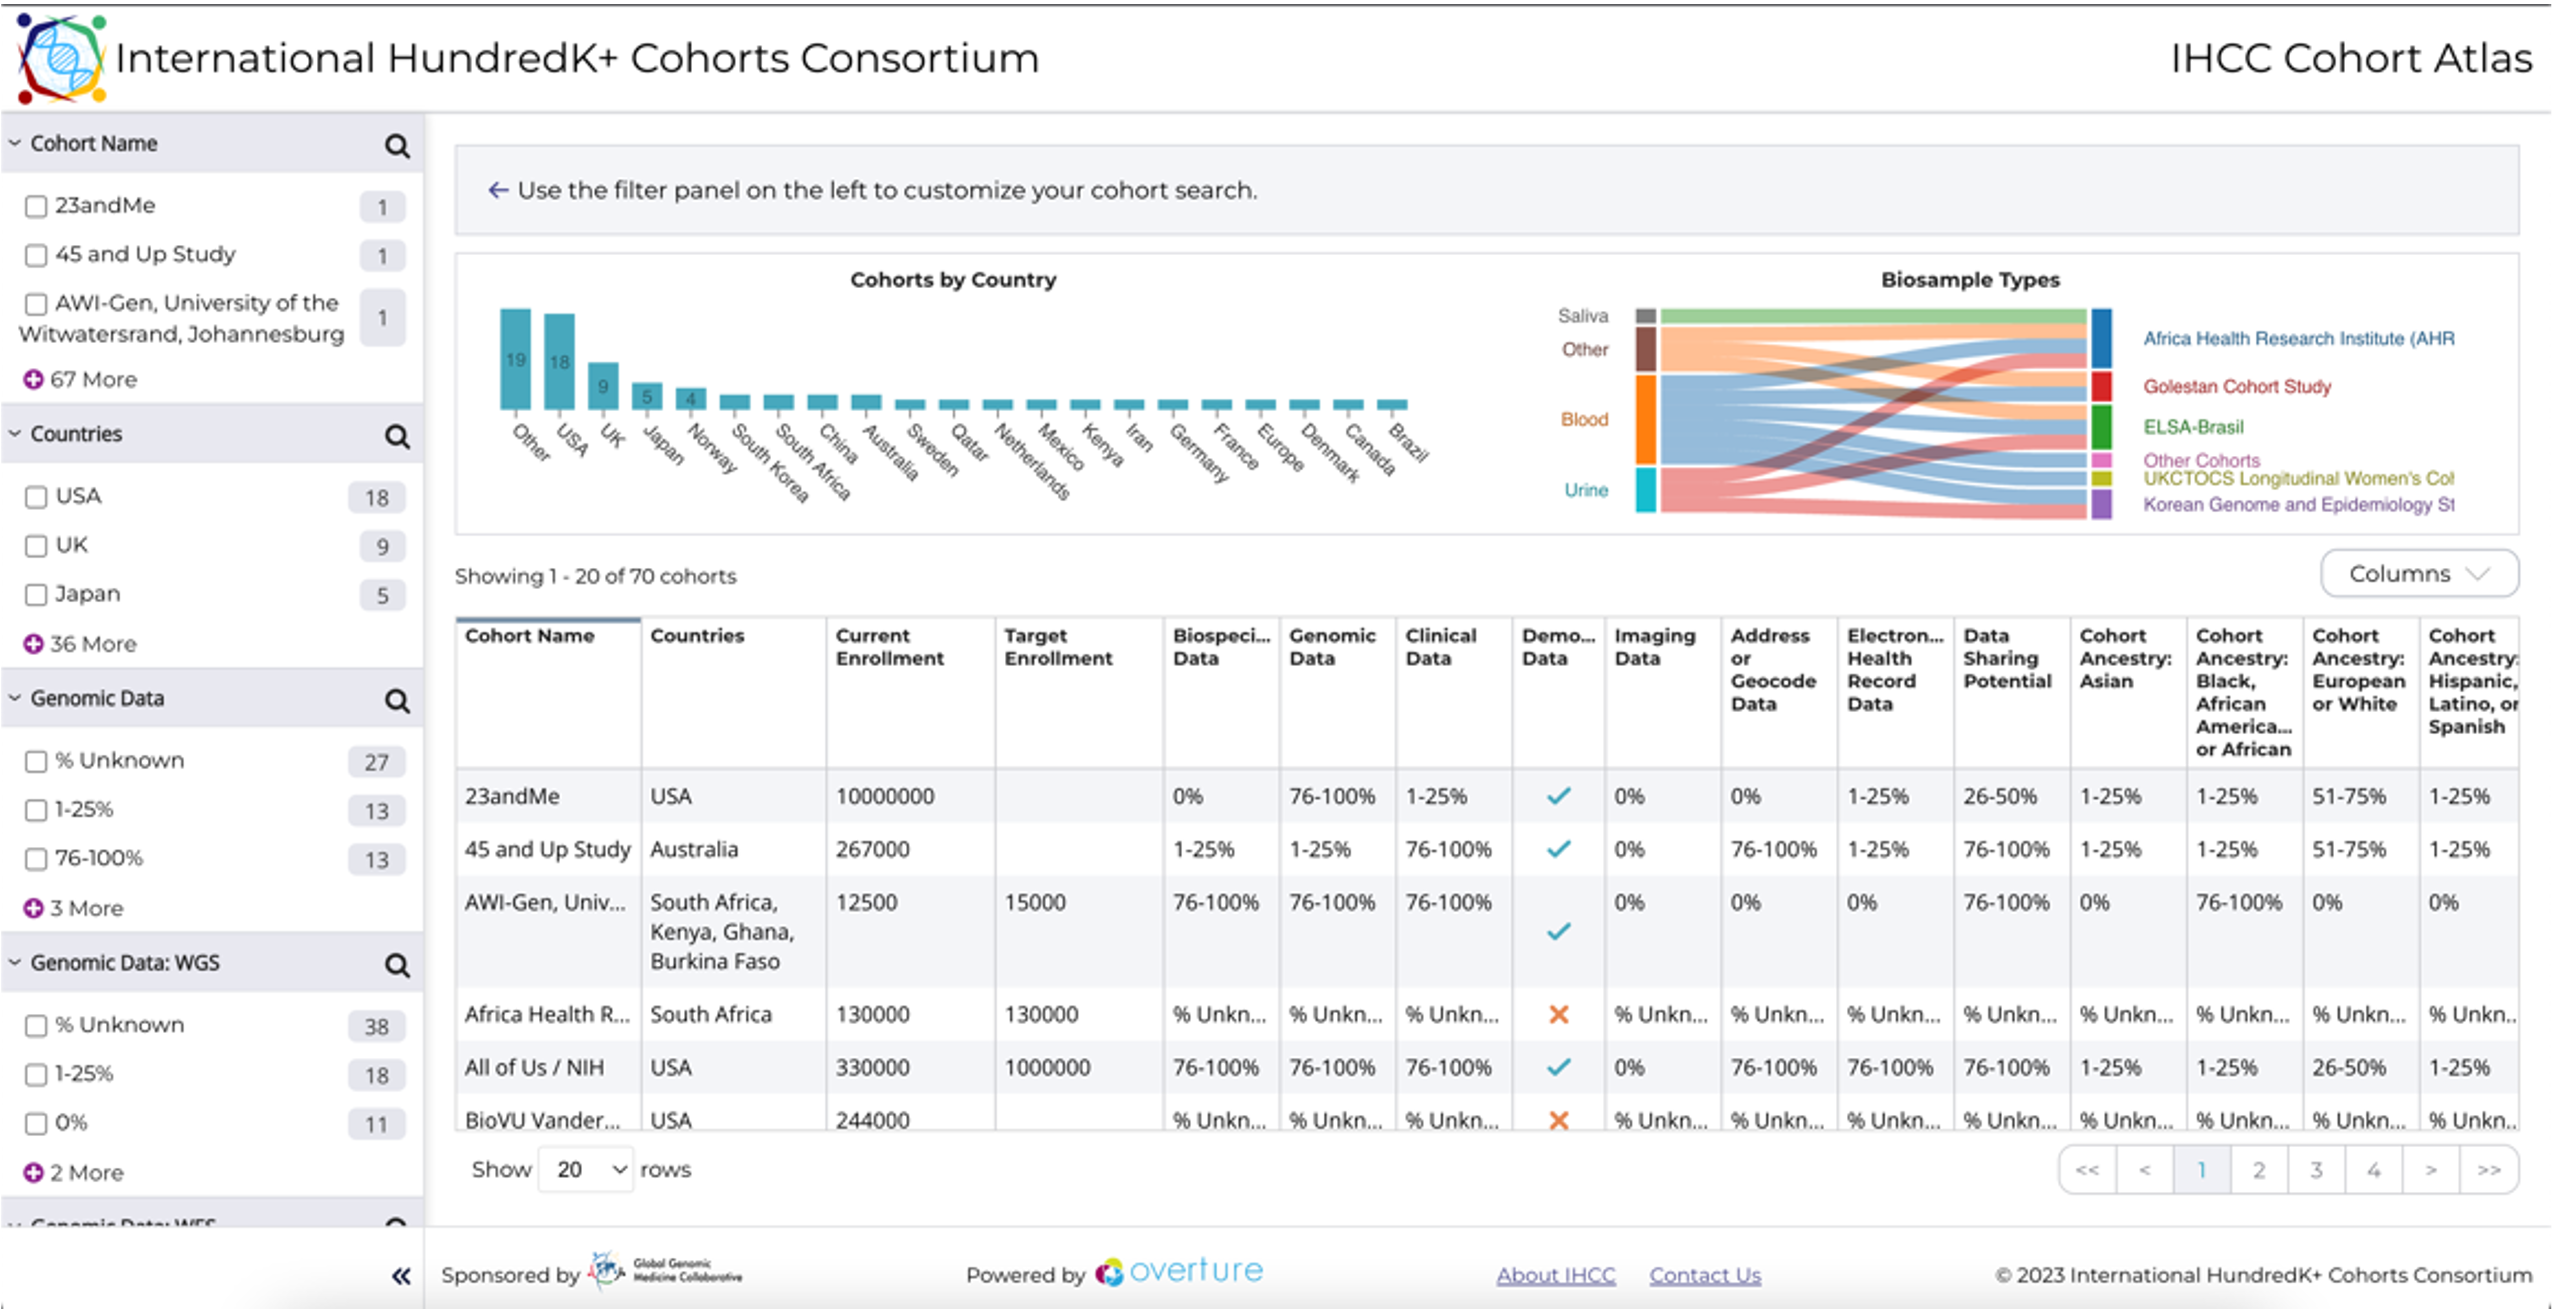 International HundredK+ Cohorts Consortium
IHCC Cohort Atlas
Cohort Name
23andMe 1
45 and Up Study 1
AWI-Gen, University of the
Witwatersrand, Johannesburg 1
67 More
Countries
USA 18
UK 9
Japan 5
36 More
Genomic Data
% Unknown 27
1-25% 13
76-100% 13
3 More
Genomic Data: WGS
% Unknown 38
1-25% 18
0% 11
2 More
Genomic Data: WES
← Use the filter panel on the left to customize your cohort search.
Cohorts by Country
19 18 9 5 4
Other USA UK Japan Norway South Korea South Africa China Australia Sweden Qatar Netherlands Mexico Kenya Iran Germany France Europe Denmark Canada Brazil
Biosample Types
Saliva
Other
Blood
Urine
Africa Health Research Institute (AHR
Golestan Cohort Study
ELSA-Brasil
Other Cohorts
UKCTOCS Longitudinal Women's Col
Korean Genome and Epidemiology St
Showing 1 - 20 of 70 cohorts
Columns
Cohort Name
Countries
Current
Enrollment
Target
Enrollment
Biospeci...
Data
Genomic
Data
Clinical
Data
Demo...
Data
Imaging
Data
Address
or
Geocode
Data
Electron...
Health
Record
Data
Data
Sharing
Potential
Cohort
Ancestry:
Asian
Cohort
Ancestry:
Black,
African
America...
or African
Cohort
Ancestry:
European
or White
Cohort
Ancestry:
Hispanic,
Latino, or
Spanish
23andMe USA 10000000 0% 76-100% 1-25% 0% 0% 1-25% 26-50% 1-25% 1-25% 51-75% 1-25%
45 and Up Study Australia 267000 1-25% 1-25% 76-100% 0% 76-100% 1-25% 76-100% 1-25% 1-25% 51-75% 1-25%
AWI-Gen, Univ... South Africa, 12500 15000 76-100% 76-100% 76-100% 0% 0% 0% 76-100% 0% 76-100% 0% 0%
Kenya, Ghana,
Burkina Faso
Africa Health R... South Africa 130000 130000 % Unkn... % Unkn... % Unkn... % Unkn... % Unkn... % Unkn... % Unkn... % Unkn... % Unkn... % Unkn... % Unkn..
All of Us / NIH USA 330000 1000000 76-100% 76-100% 76-100% 0% 76-100% 76-100% 76-100% 1-25% 1-25% 26-50% 1-25%
BioVU Vander... USA 244000 % Unkn... % Unkn... % Unkn... % Unkn... % Unkn... % Unkn... % Unkn... % Unkn... % Unkn... % Unkn... % Unkn..
Show 20 rows
<< < 1 2 3 4 > >>
«
Sponsored by
Global Genomic
Medicine Collaborative
Powered by overture
About IHCC
Contact Us
© 2023 International HundredK+ Cohorts Consortium